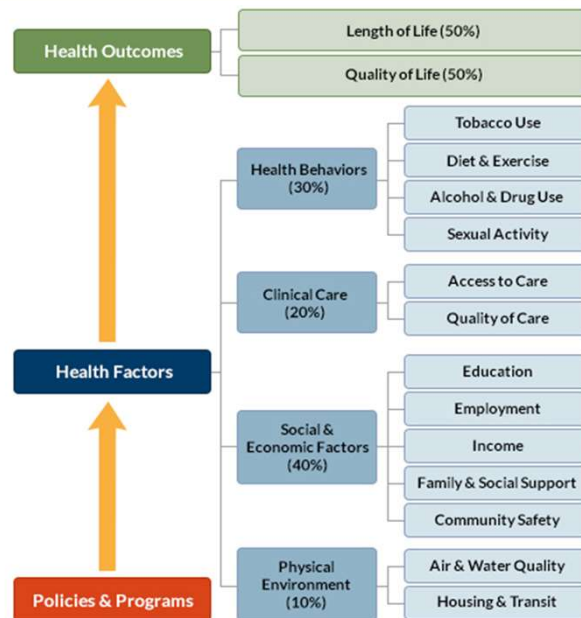 Health Outcomes
Length of Life (50%)
Quality of Life (50%)
Health Behaviors
(30%)
Tobacco Use
Diet & Exercise
Alcohol & Drug Use
Sexual Activity
Clinical Care
(20%)
Access to Care
Quality of Care
Health Factors
Social &
Economic Factors
(40%)
Education
Employment
Income
Family & Social Support
Community Safety
Physical
Environment
(10%)
Air & Water Quality
Housing & Transit
Policies & Programs